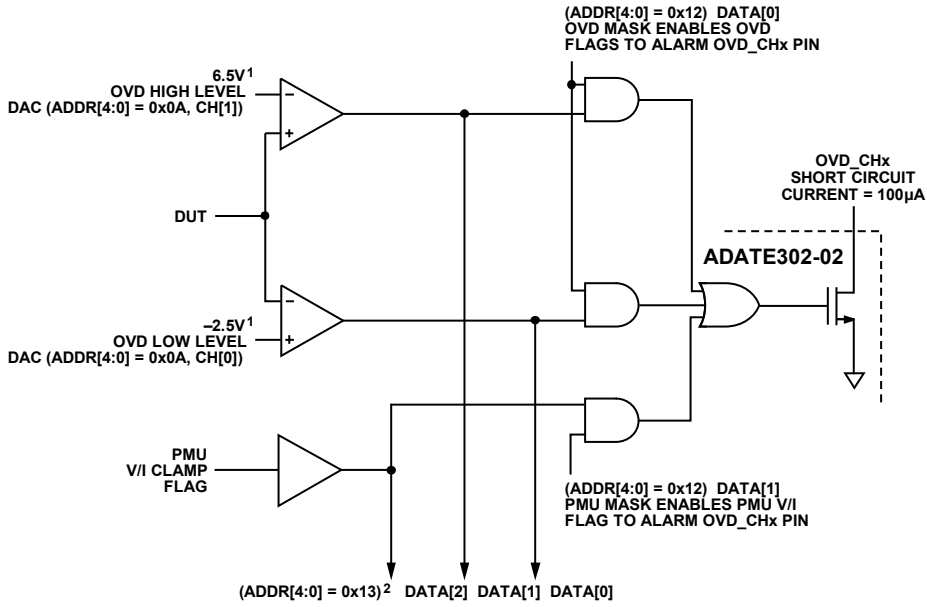 (ADDR[4:0] = 0x12) DATA[0]
OVD MASK ENABLES OVD
FLAGS TO ALARM OVD_CHx PIN
6.5V1
OVD HIGH LEVEL
DAC (ADDR[4:0] = 0x0A, CH[1])
−
+
DUT
OVD_CHx
SHORT CIRCUIT
CURRENT = 100µA
ADATE302-02
−
–2.5V1
OVD LOW LEVEL
DAC (ADDR[4:0] = 0x0A, CH[0])
+
PMU
V/I CLAMP
FLAG
(ADDR[4:0] = 0x12) DATA[1]
PMU MASK ENABLES PMU V/I
FLAG TO ALARM OVD_CHx PIN
(ADDR[4:0] = 0x13)2 DATA[2] DATA[1] DATA[0]